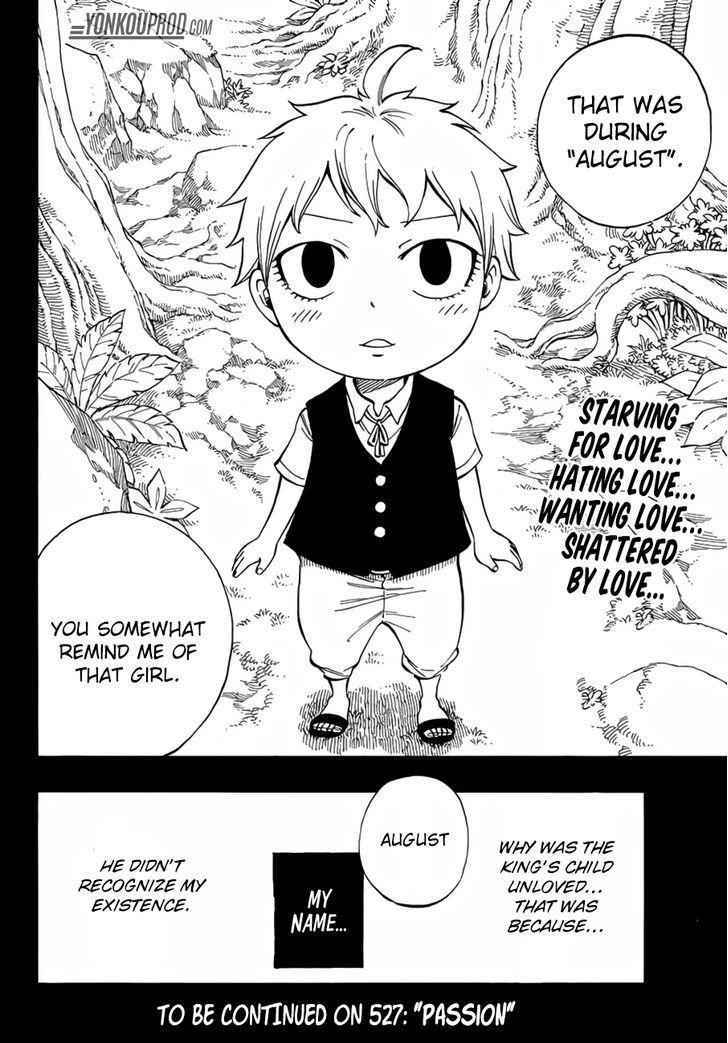 YONKOUPROD.COM
THAT WAS
DURING
"AUGUST".
STARVING
FOR LOVE...
HATING LOVE...
WANTING LOVE...
SHATTERED
BY LOVE...
YOU SOMEWHAT
REMIND ME OF
THAT GIRL.
WHY WAS THE
KING'S CHILD
UNLOVED...
THAT WAS
BECAUSE...
AUGUST
MY
NAME...
HE DIDN'T
RECOGNIZE MY
EXISTENCE.
TO BE CONTINUED ON 527: "PASSION"